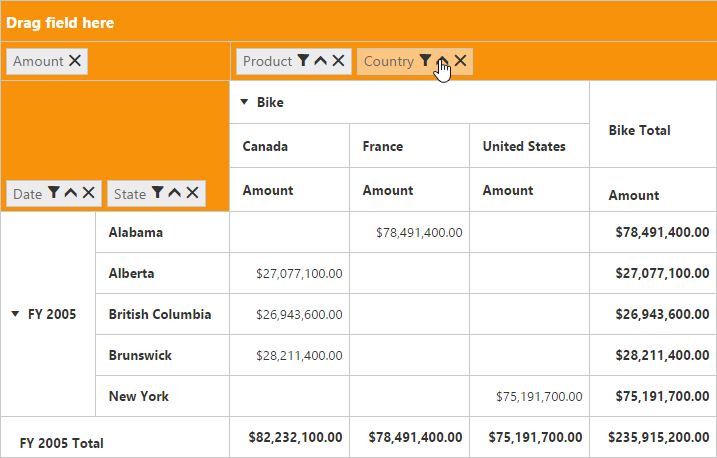 Drag field here
Amount
Product Country
Bike
Bike Total
Canada France United States
Date State
Amount Amount Amount Amount
Alabama $78,491,400.00 $78,491,400.00
Alberta $27,077,100.00 $27,077,100.00
FY 2005 British Columbia $26,943,600.00 $26,943,600.00
Brunswick $28,211,400.00 $28,211,400.00
New York $75,191,700.00 $75,191,700.00
FY 2005 Total $82,232,100.00 $78,491,400.00 $75,191,700.00 $235,915,200.00